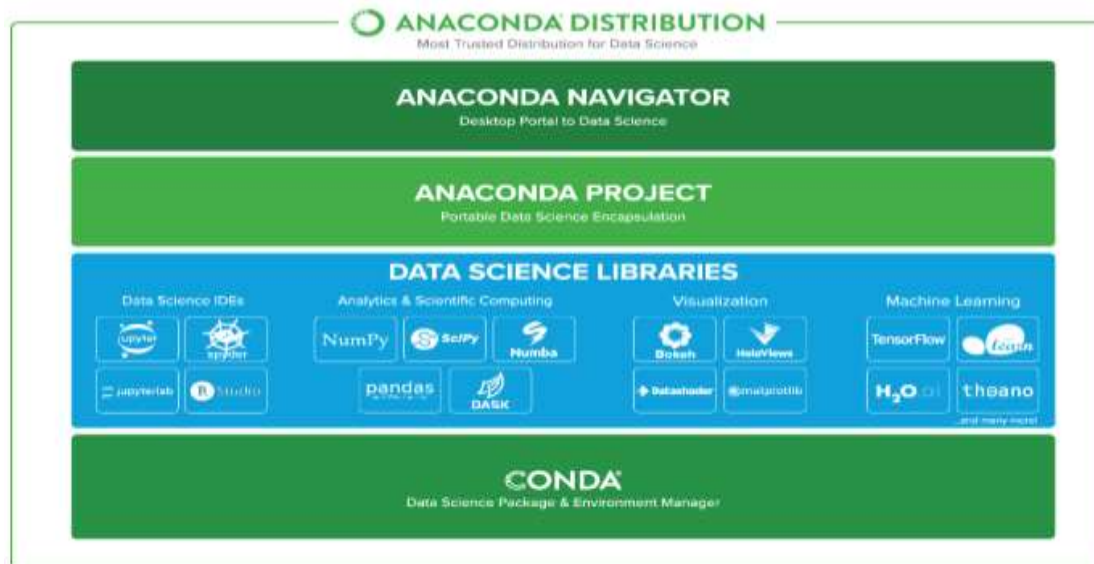 ANACONDA DISTRIBUTION
Most Trusted Distribution for Data Science
ANACONDA NAVIGATOR
Desktop Portal to Data Science
ANACONDA PROJECT
Portable Data Science Encapsulation
DATA SCIENCE LIBRARIES
Data Science IDEs
Analytics & Scientific Computing
Visualization
Machine Learning
jupyter
spyder
NumPy
SciPy
Numba
Bokeh
HoloViews
TensorFlow
learn
jupyterlab
R Studio
pandas
DASK
Datashader
matplotlib
H₂O.ai
theano
...and many more!
CONDA
Data Science Package & Environment Manager